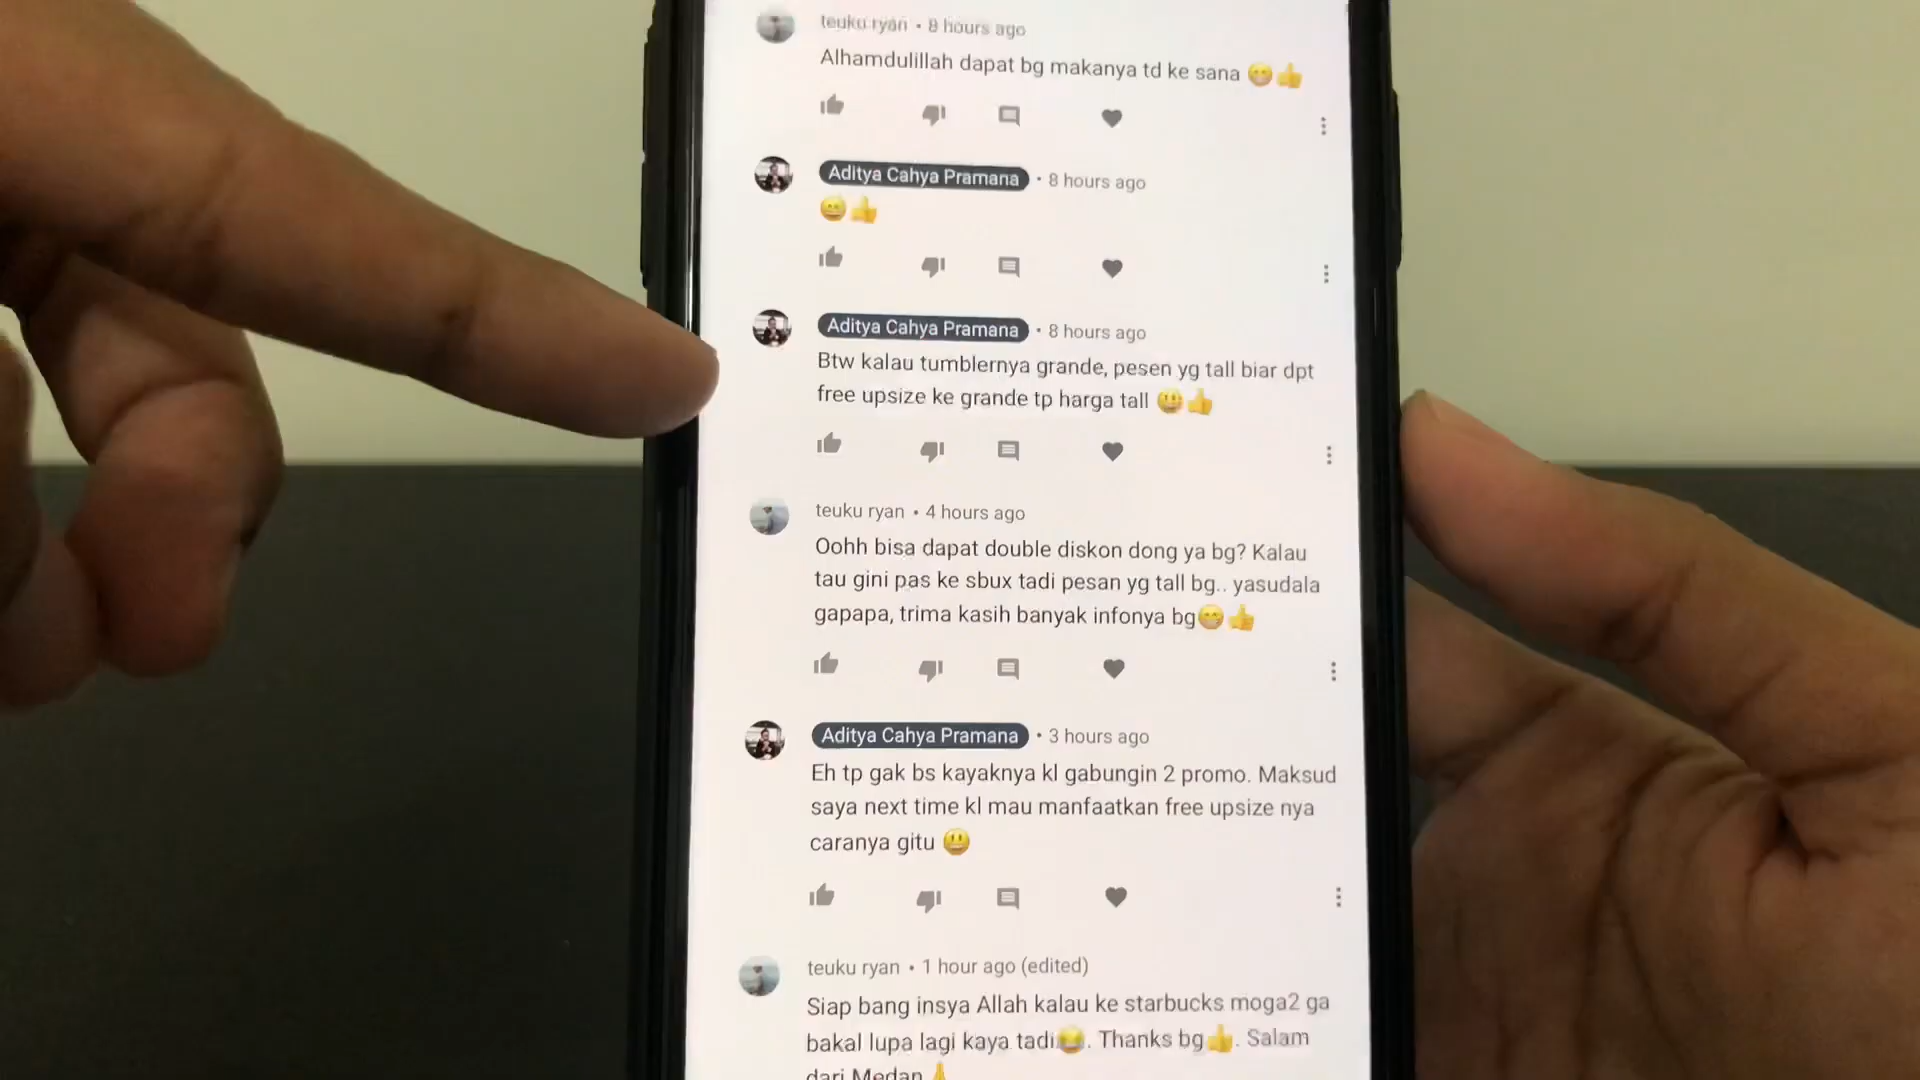 teuku ryan • 8 hours ago
Alhamdulillah dapat bg makanya td ke sana 😁👍
Aditya Cahya Pramana • 8 hours ago
😄👍
Aditya Cahya Pramana • 8 hours ago
Btw kalau tumblernya grande, pesen yg tall biar dpt
free upsize ke grande tp harga tall 😃👍
teuku ryan • 4 hours ago
Oohh bisa dapat double diskon dong ya bg? Kalau
tau gini pas ke sbux tadi pesan yg tall bg.. yasudala
gapapa, trima kasih banyak infonya bg😁👍
Aditya Cahya Pramana • 3 hours ago
Eh tp gak bs kayaknya kl gabungin 2 promo. Maksud
saya next time kl mau manfaatkan free upsize nya
caranya gitu 😃
teuku ryan • 1 hour ago (edited)
Siap bang insya Allah kalau ke starbucks moga2 ga
bakal lupa lagi kaya tadi😂. Thanks bg👍. Salam
dari Medan